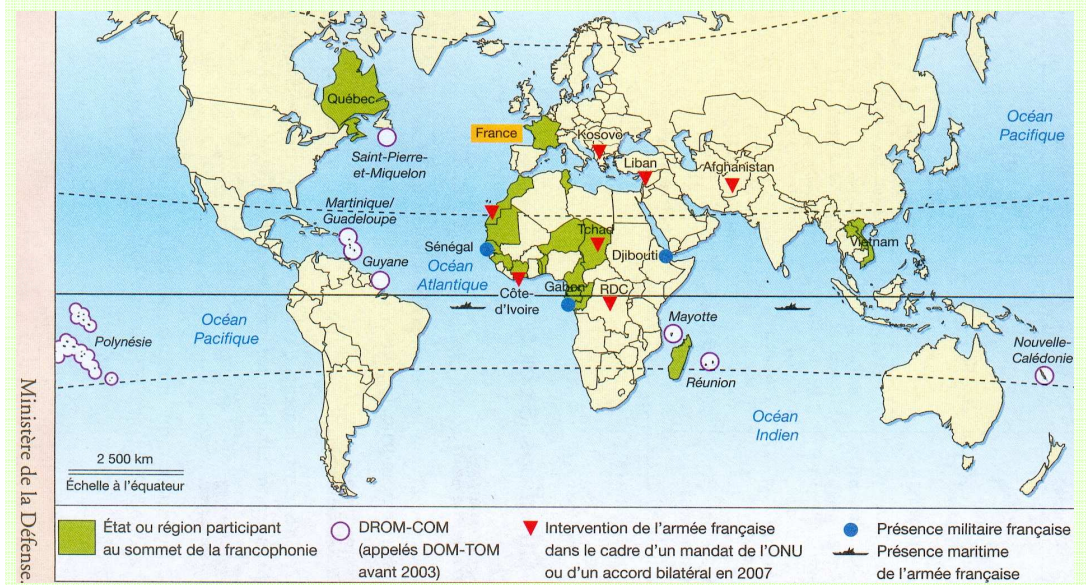 Québec
Saint-Pierre-
et-Miquelon
France
Kosovo
Liban
Afghanistan
Océan
Pacifique
Martinique/
Guadeloupe
Guyane
Sénégal
Océan
Atlantique
Tchad
Djibouti
Vietnam
Côte-
d'Ivoire
Gabon
RDC
Océan
Pacifique
Polynésie
Mayotte
Réunion
Nouvelle-
Calédonie
Océan
Indien
2 500 km
Échelle à l'équateur
Ministère de la Défense.
État ou région participant
au sommet de la francophonie
DROM-COM
(appelés DOM-TOM
avant 2003)
Intervention de l'armée française
dans le cadre d'un mandat de l'ONU
ou d'un accord bilatéral en 2007
Présence militaire française
Présence maritime
de l'armée française